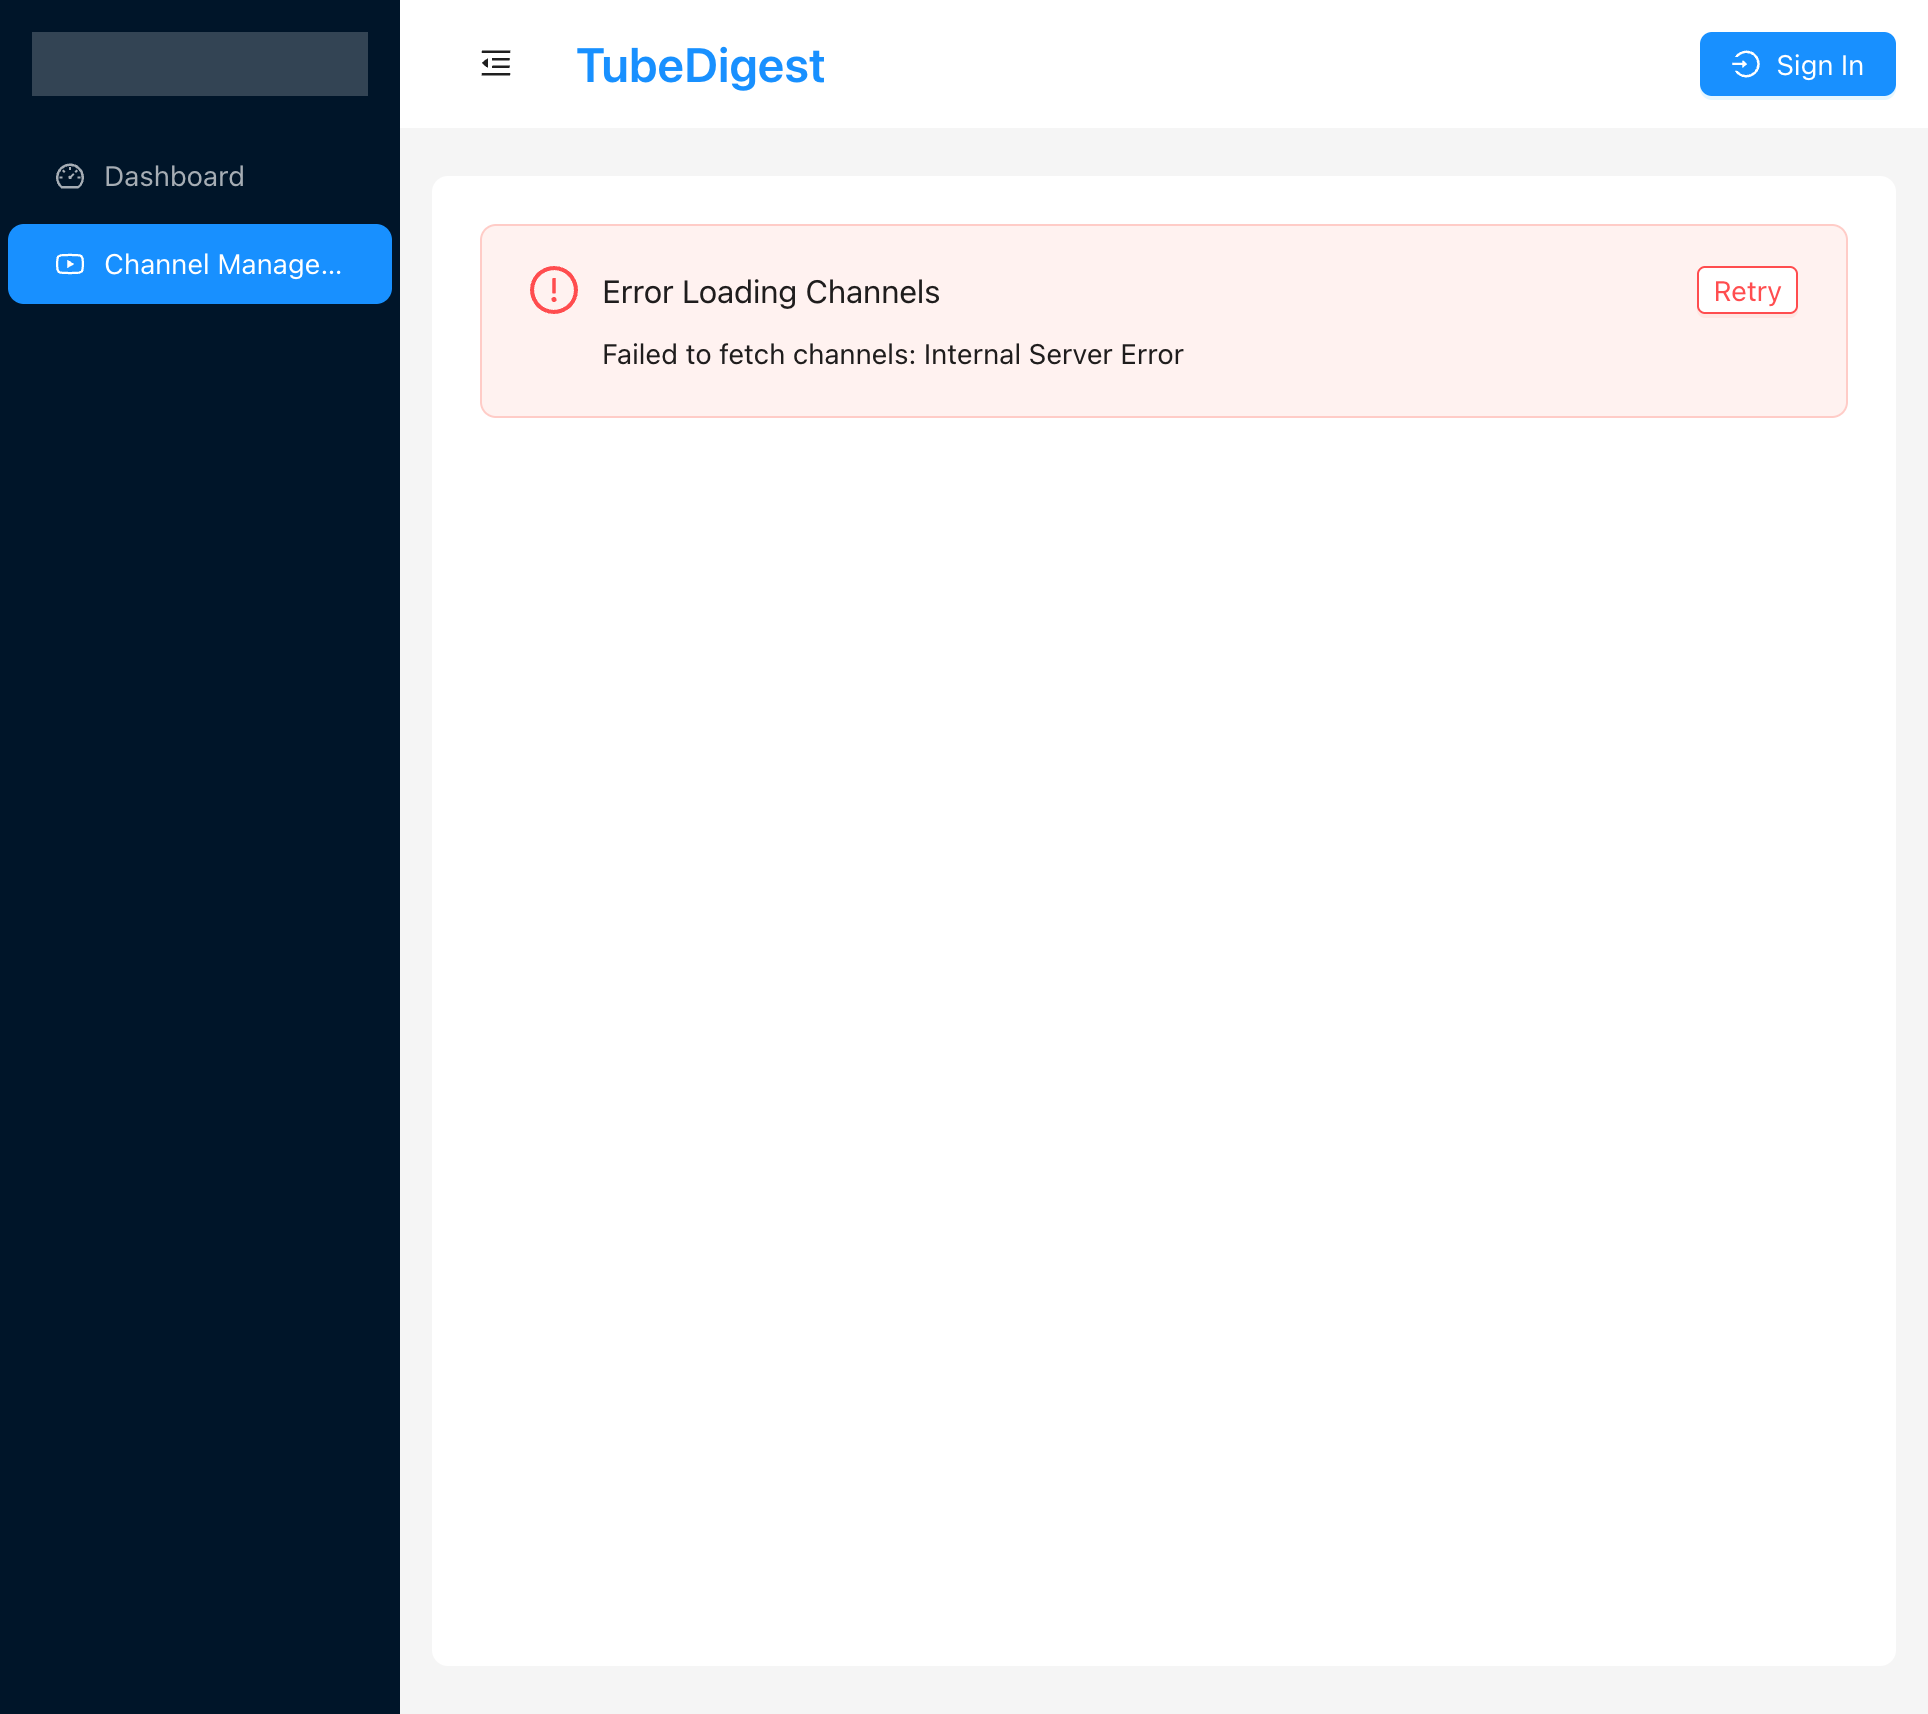 TubeDigest
Sign In
Dashboard
Channel Manage...
Error Loading Channels
Retry
Failed to fetch channels: Internal Server Error